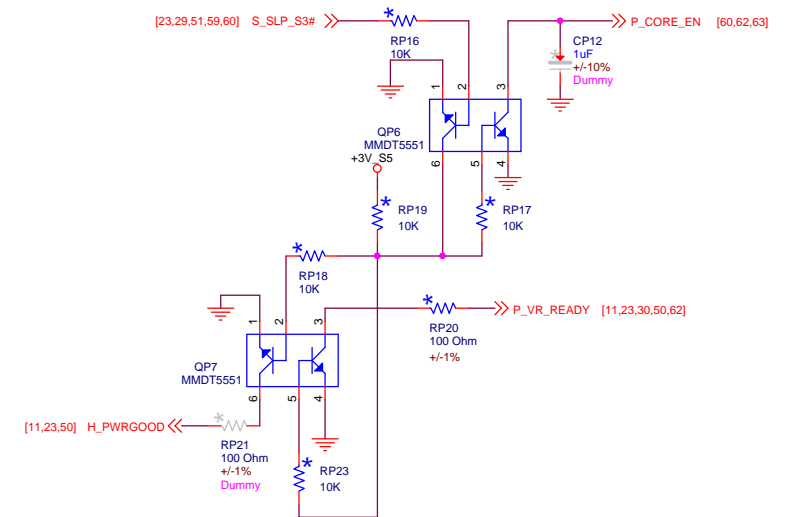 [23,29,51,59,60] S_SLP_S3#
RP16
10K
P_CORE_EN [60,62,63]
CP12
1uF
+/-10%
Dummy
1
2
3
QP6
MMDT5551
6
5
4
+3V_S5
RP19
10K
RP17
10K
RP18
10K
1
2
3
QP7
MMDT5551
6
5
4
P_VR_READY [11,23,30,50,62]
RP20
100 Ohm
+/-1%
[11,23,50] H_PWRGOOD
RP21
100 Ohm
+/-1%
Dummy
RP23
10K